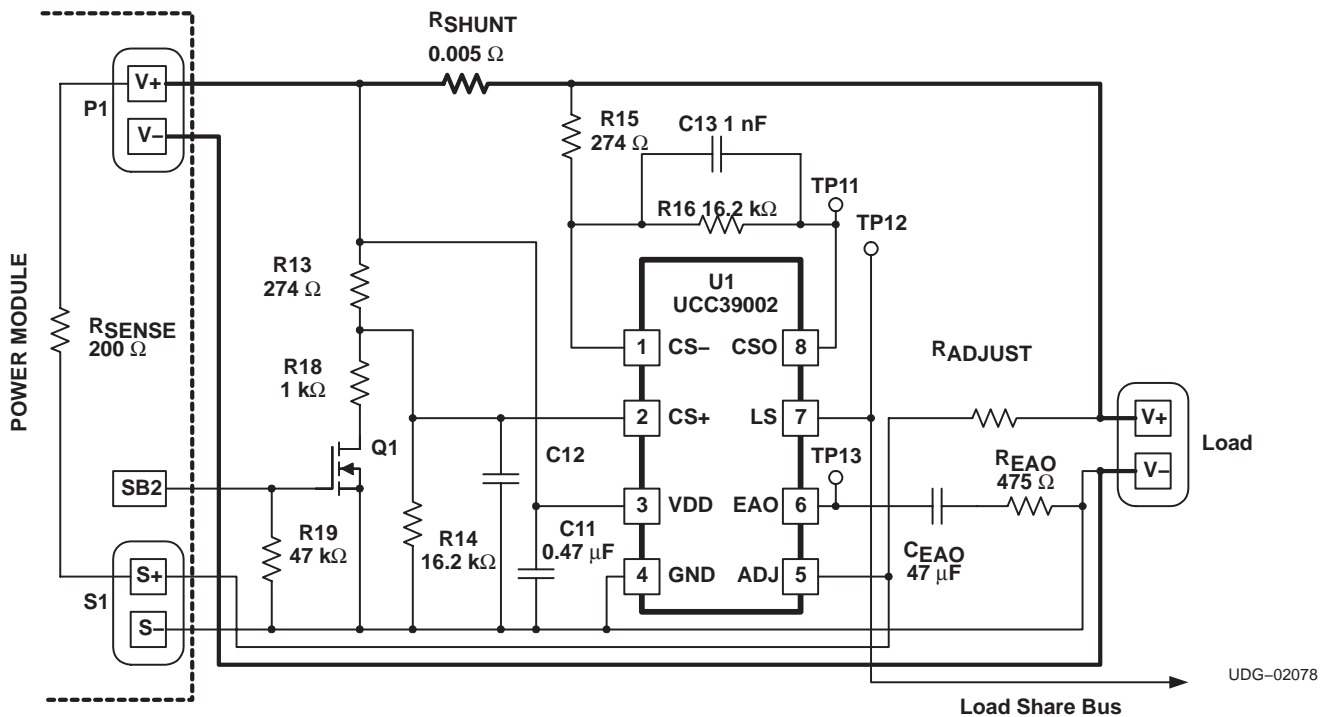 RSHUNT
0.005 Ω
V+
P1
V–
R15
274 Ω
C13 1 nF
TP11
R16 16.2 kΩ
TP12
POWER MODULE
RSENSE
200 Ω
R13
274 Ω
U1
UCC39002
1 CS– CSO 8
RADJUST
R18
1 kΩ
2 CS+ LS 7
V+
Load
Q1
C12
TP13
REAO
475 Ω
V–
SB2
3 VDD EAO 6
R19
47 kΩ
R14
16.2 kΩ
C11
0.47 μF
CEAO
47 μF
S+
4 GND ADJ 5
S1
S–
UDG–02078
Load Share Bus